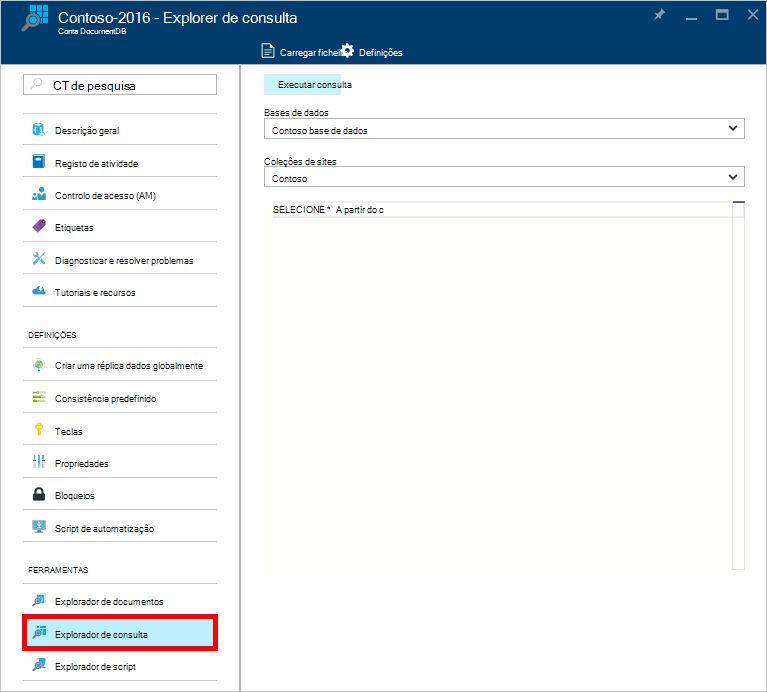 Contoso-2016 - Explorer de consulta
Conta DocumentDB
Carregar fichei
Definições
CT de pesquisa
Descrição geral
Registo de atividade
Controlo de acesso (AM)
Etiquetas
Diagnosticar e resolver problemas
Tutoriais e recursos
DEFINIÇÕES
Criar uma réplica dados globalmente
Consistência predefinido
Teclas
Propriedades
Bloqueios
Script de automatização
FERRAMENTAS
Explorador de documentos
Explorador de consulta
Explorador de script
Executar consulta
Bases de dados
Contoso base de dados
Coleções de sites
Contoso
SELECIONE * A partir do c